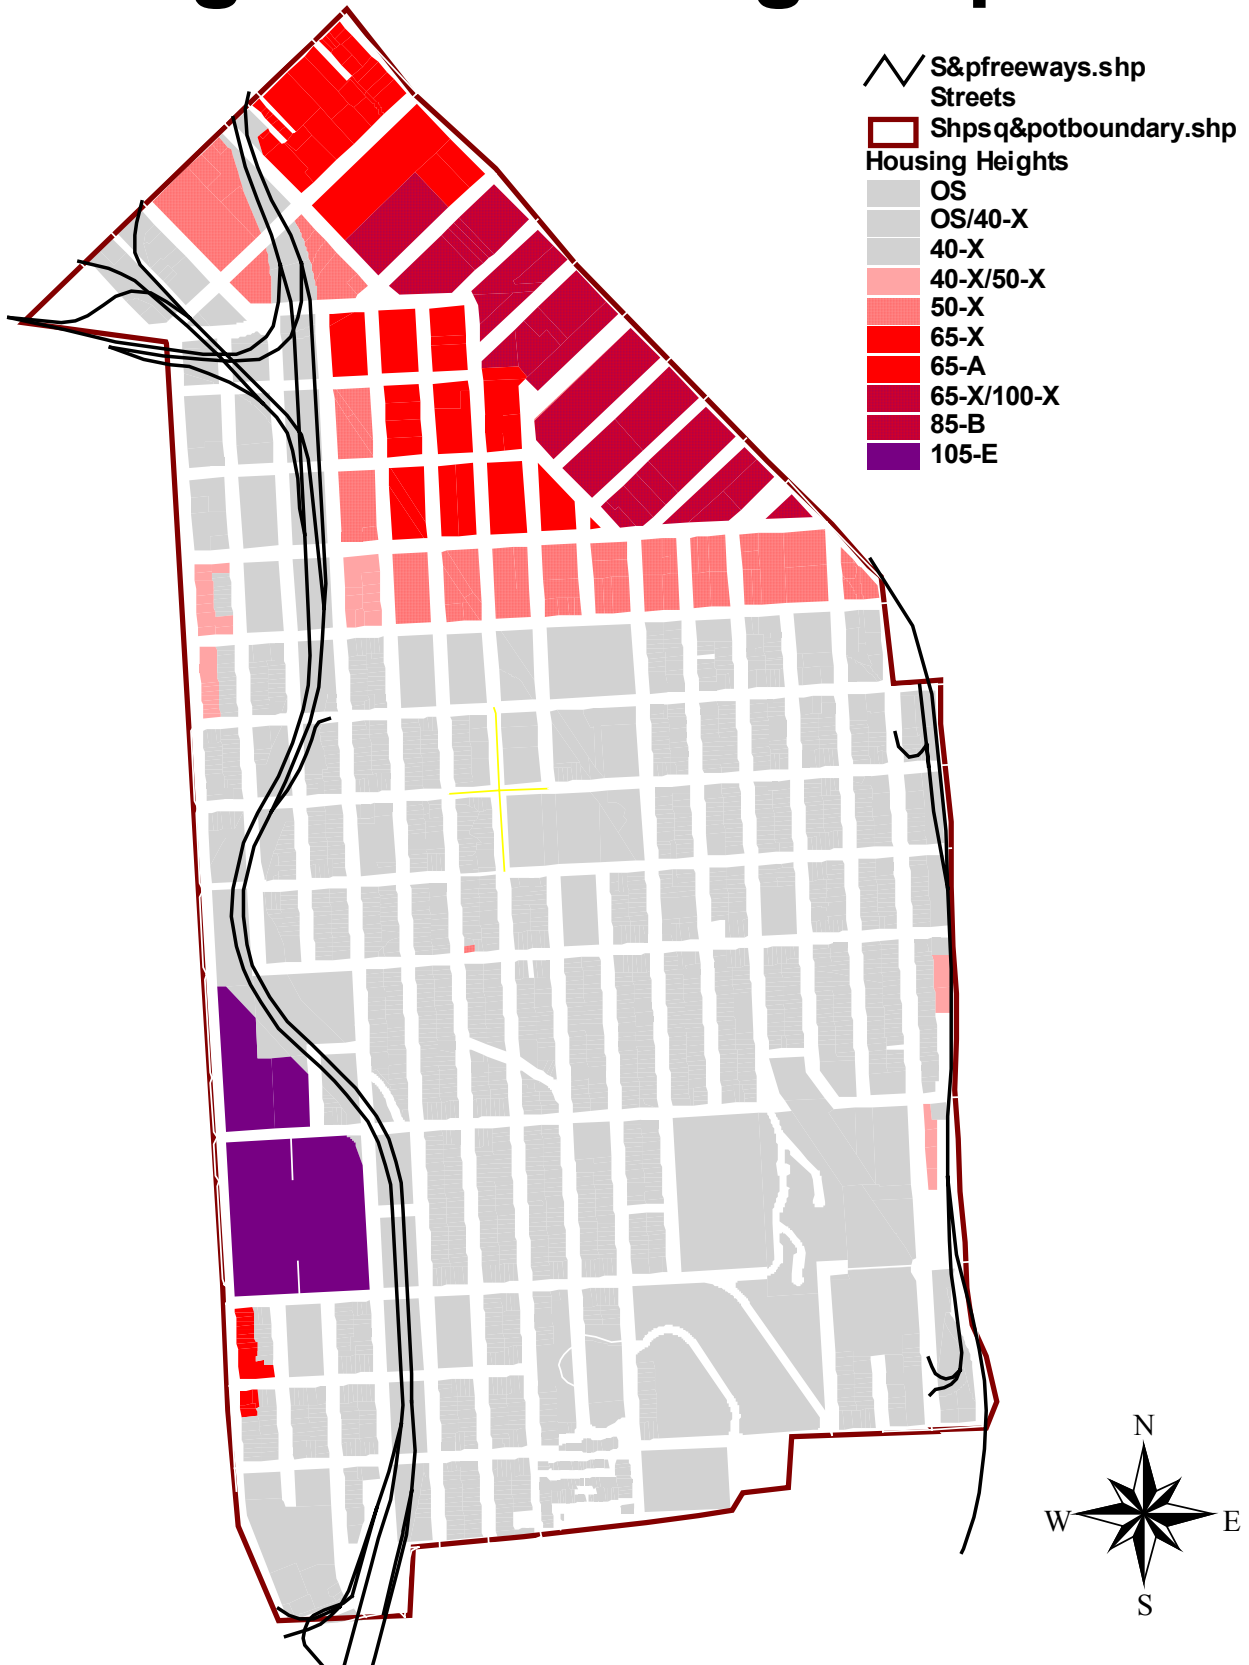 S&pfreeways.shp
Streets
Shpsq&potboundary.shp
Housing Heights
OS
OS/40-X
40-X
40-X/50-X
50-X
65-X
65-A
65-X/100-X
85-B
105-E
N
W E
S